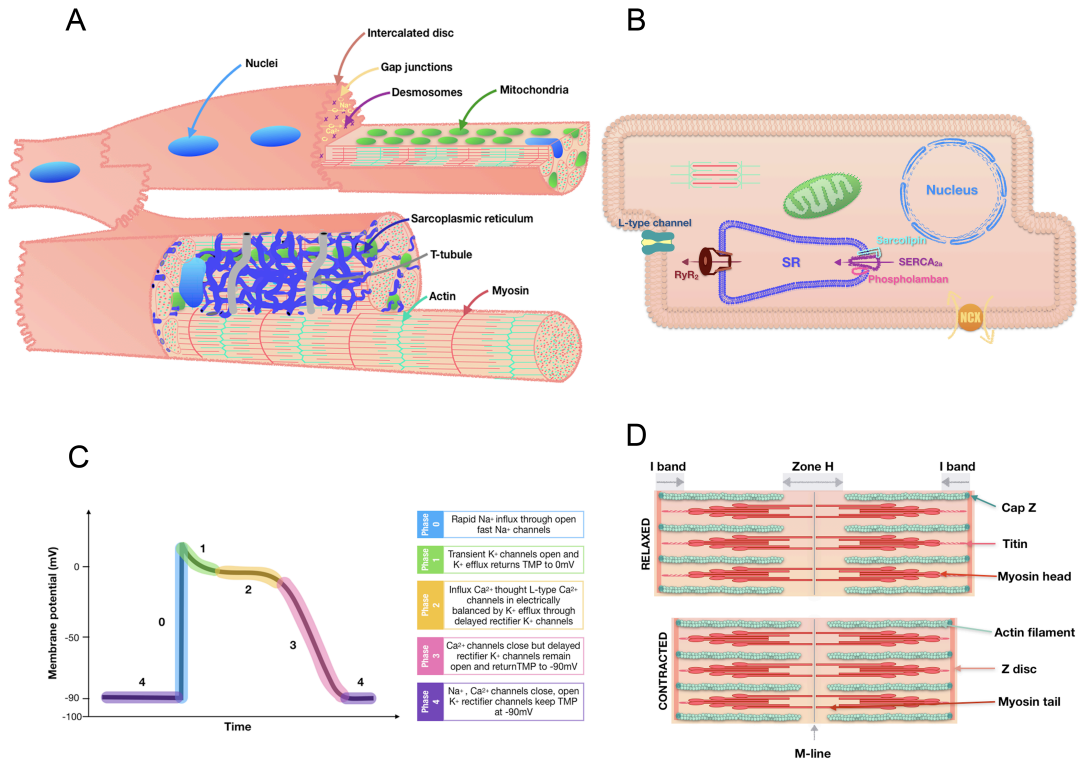 A
Intercalated disc
Gap junctions
Nuclei
Desmosomes
Mitochondria
Na+
Sarcoplasmic reticulum
T-tubule
Actin
Myosin
B
Nucleus
L-type channel
Sarcolipin
SR
SERCA2a
RyR2
Phospholamban
NCX
C
Membrane potential (mV)
0
-50
-90
-100
Time
0
1
2
3
4
4
Phase 0
Rapid Na+ influx through open
fast Na+ channels
Phase 1
Transient K+ channels open and
K+ efflux returns TMP to 0mV
Phase 2
Influx Ca2+ thought L-type Ca2+
channels in electrically
balanced by K+ efflux through
delayed rectifier K+ channels
Phase 3
Ca2+ channels close but delayed
rectifier K+ channels remain
open and returnTMP to -90mV
Phase 4
Na+ , Ca2+ channels close, open
K+ rectifier channels keep TMP
at -90mV
D
I band
Zone H
I band
RELAXED
Cap Z
Titin
Myosin head
CONTRACTED
Actin filament
Z disc
Myosin tail
M-line